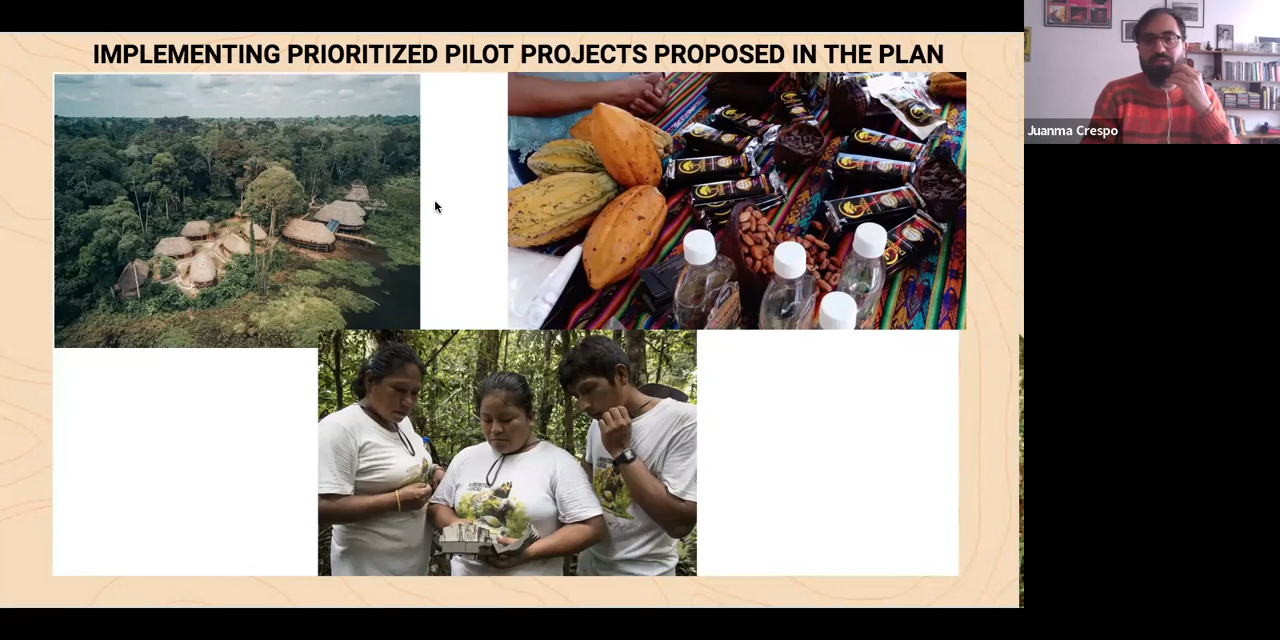 IMPLEMENTING PRIORITIZED PILOT PROJECTS PROPOSED IN THE PLAN
Juanma Crespo